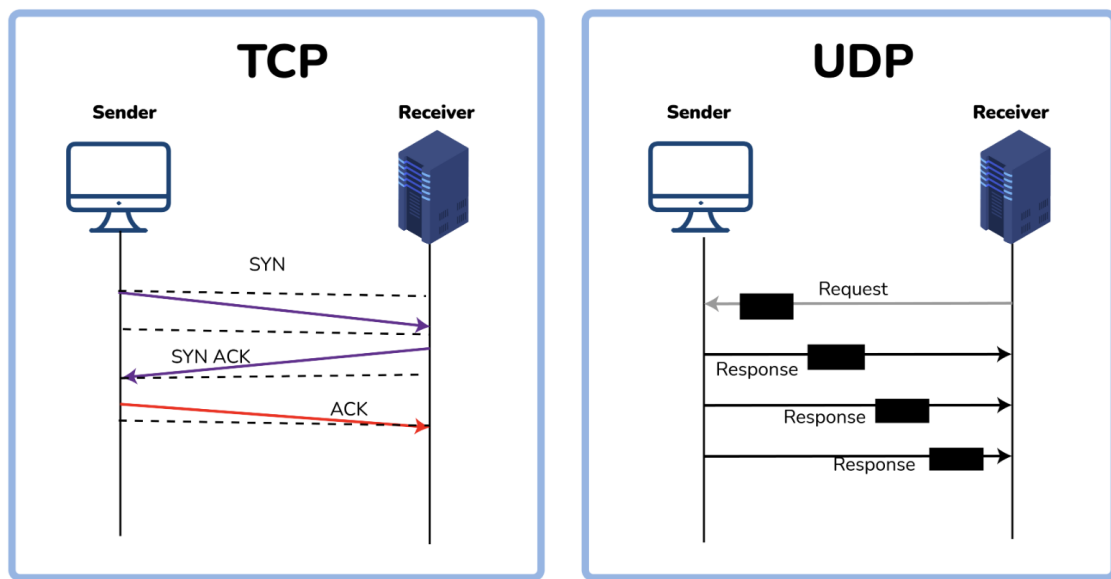 TCP
Sender
Receiver
SYN
SYN ACK
ACK
UDP
Sender
Receiver
Request
Response
Response
Response